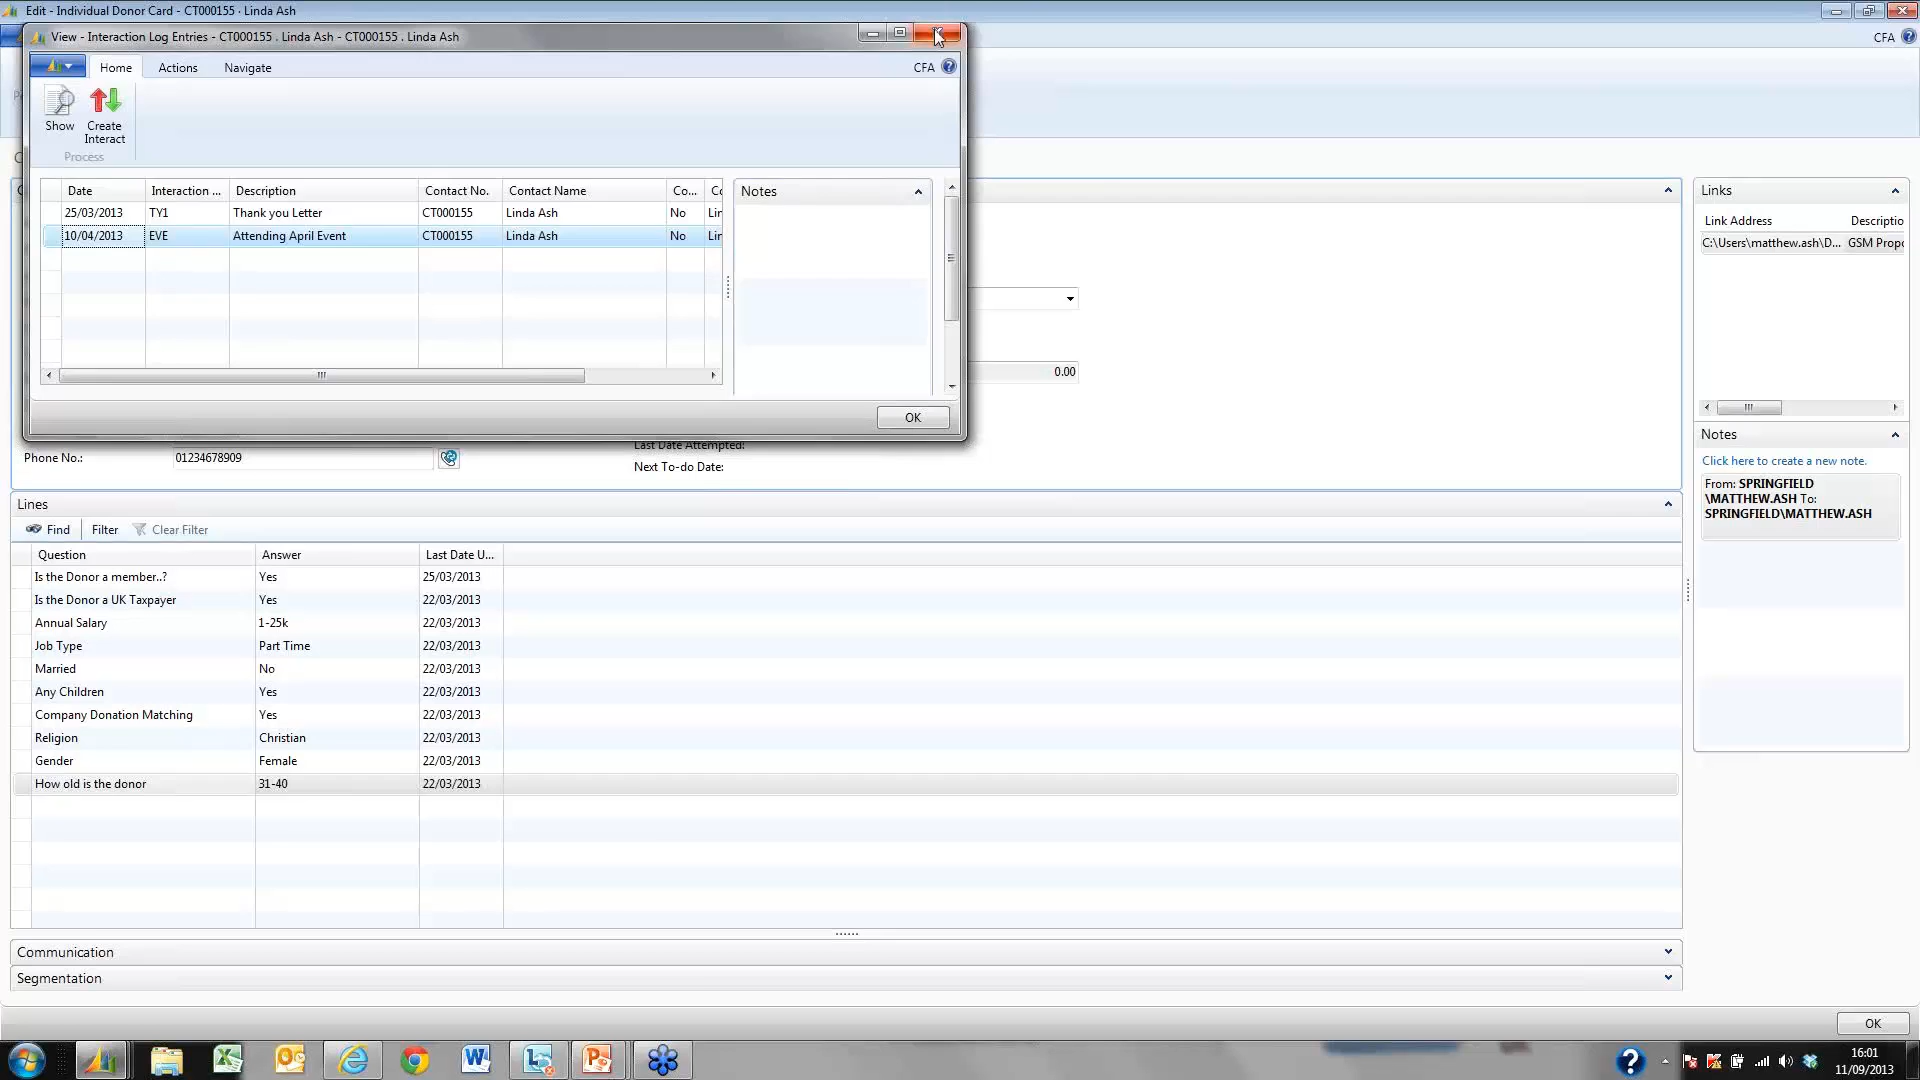 Edit - Individual Donor Card - CT000155 · Linda Ash
View - Interaction Log Entries - CT000155 . Linda Ash - CT000155 . Linda Ash
CFA
Home Actions Navigate CFA
Show Create Interact
Process
Date Interaction ... Description Contact No. Contact Name Co...
25/03/2013 TY1 Thank you Letter CT000155 Linda Ash No
10/04/2013 EVE Attending April Event CT000155 Linda Ash No
Notes
OK
0.00
Last Date Attempted:
Phone No.: 01234678909
Next To-do Date:
Lines
Find Filter Clear Filter
Question Answer Last Date U...
Is the Donor a member..? Yes 25/03/2013
Is the Donor a UK Taxpayer Yes 22/03/2013
Annual Salary 1-25k 22/03/2013
Job Type Part Time 22/03/2013
Married No 22/03/2013
Any Children Yes 22/03/2013
Company Donation Matching Yes 22/03/2013
Religion Christian 22/03/2013
Gender Female 22/03/2013
How old is the donor 31-40 22/03/2013
Communication
Segmentation
Links
Link Address Descriptio
C:\Users\matthew.ash\D... GSM Propo
Notes
Click here to create a new note.
From: SPRINGFIELD
\MATTHEW.ASH To:
SPRINGFIELD\MATTHEW.ASH
OK
16:01
11/09/2013